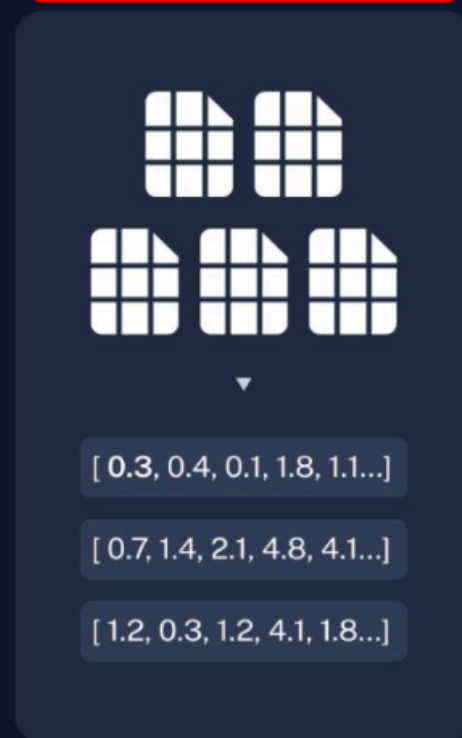 [ 0.3, 0.4, 0.1, 1.8, 1.1...]
[ 0.7, 1.4, 2.1, 4.8, 4.1...]
[ 1.2, 0.3, 1.2, 4.1, 1.8...]